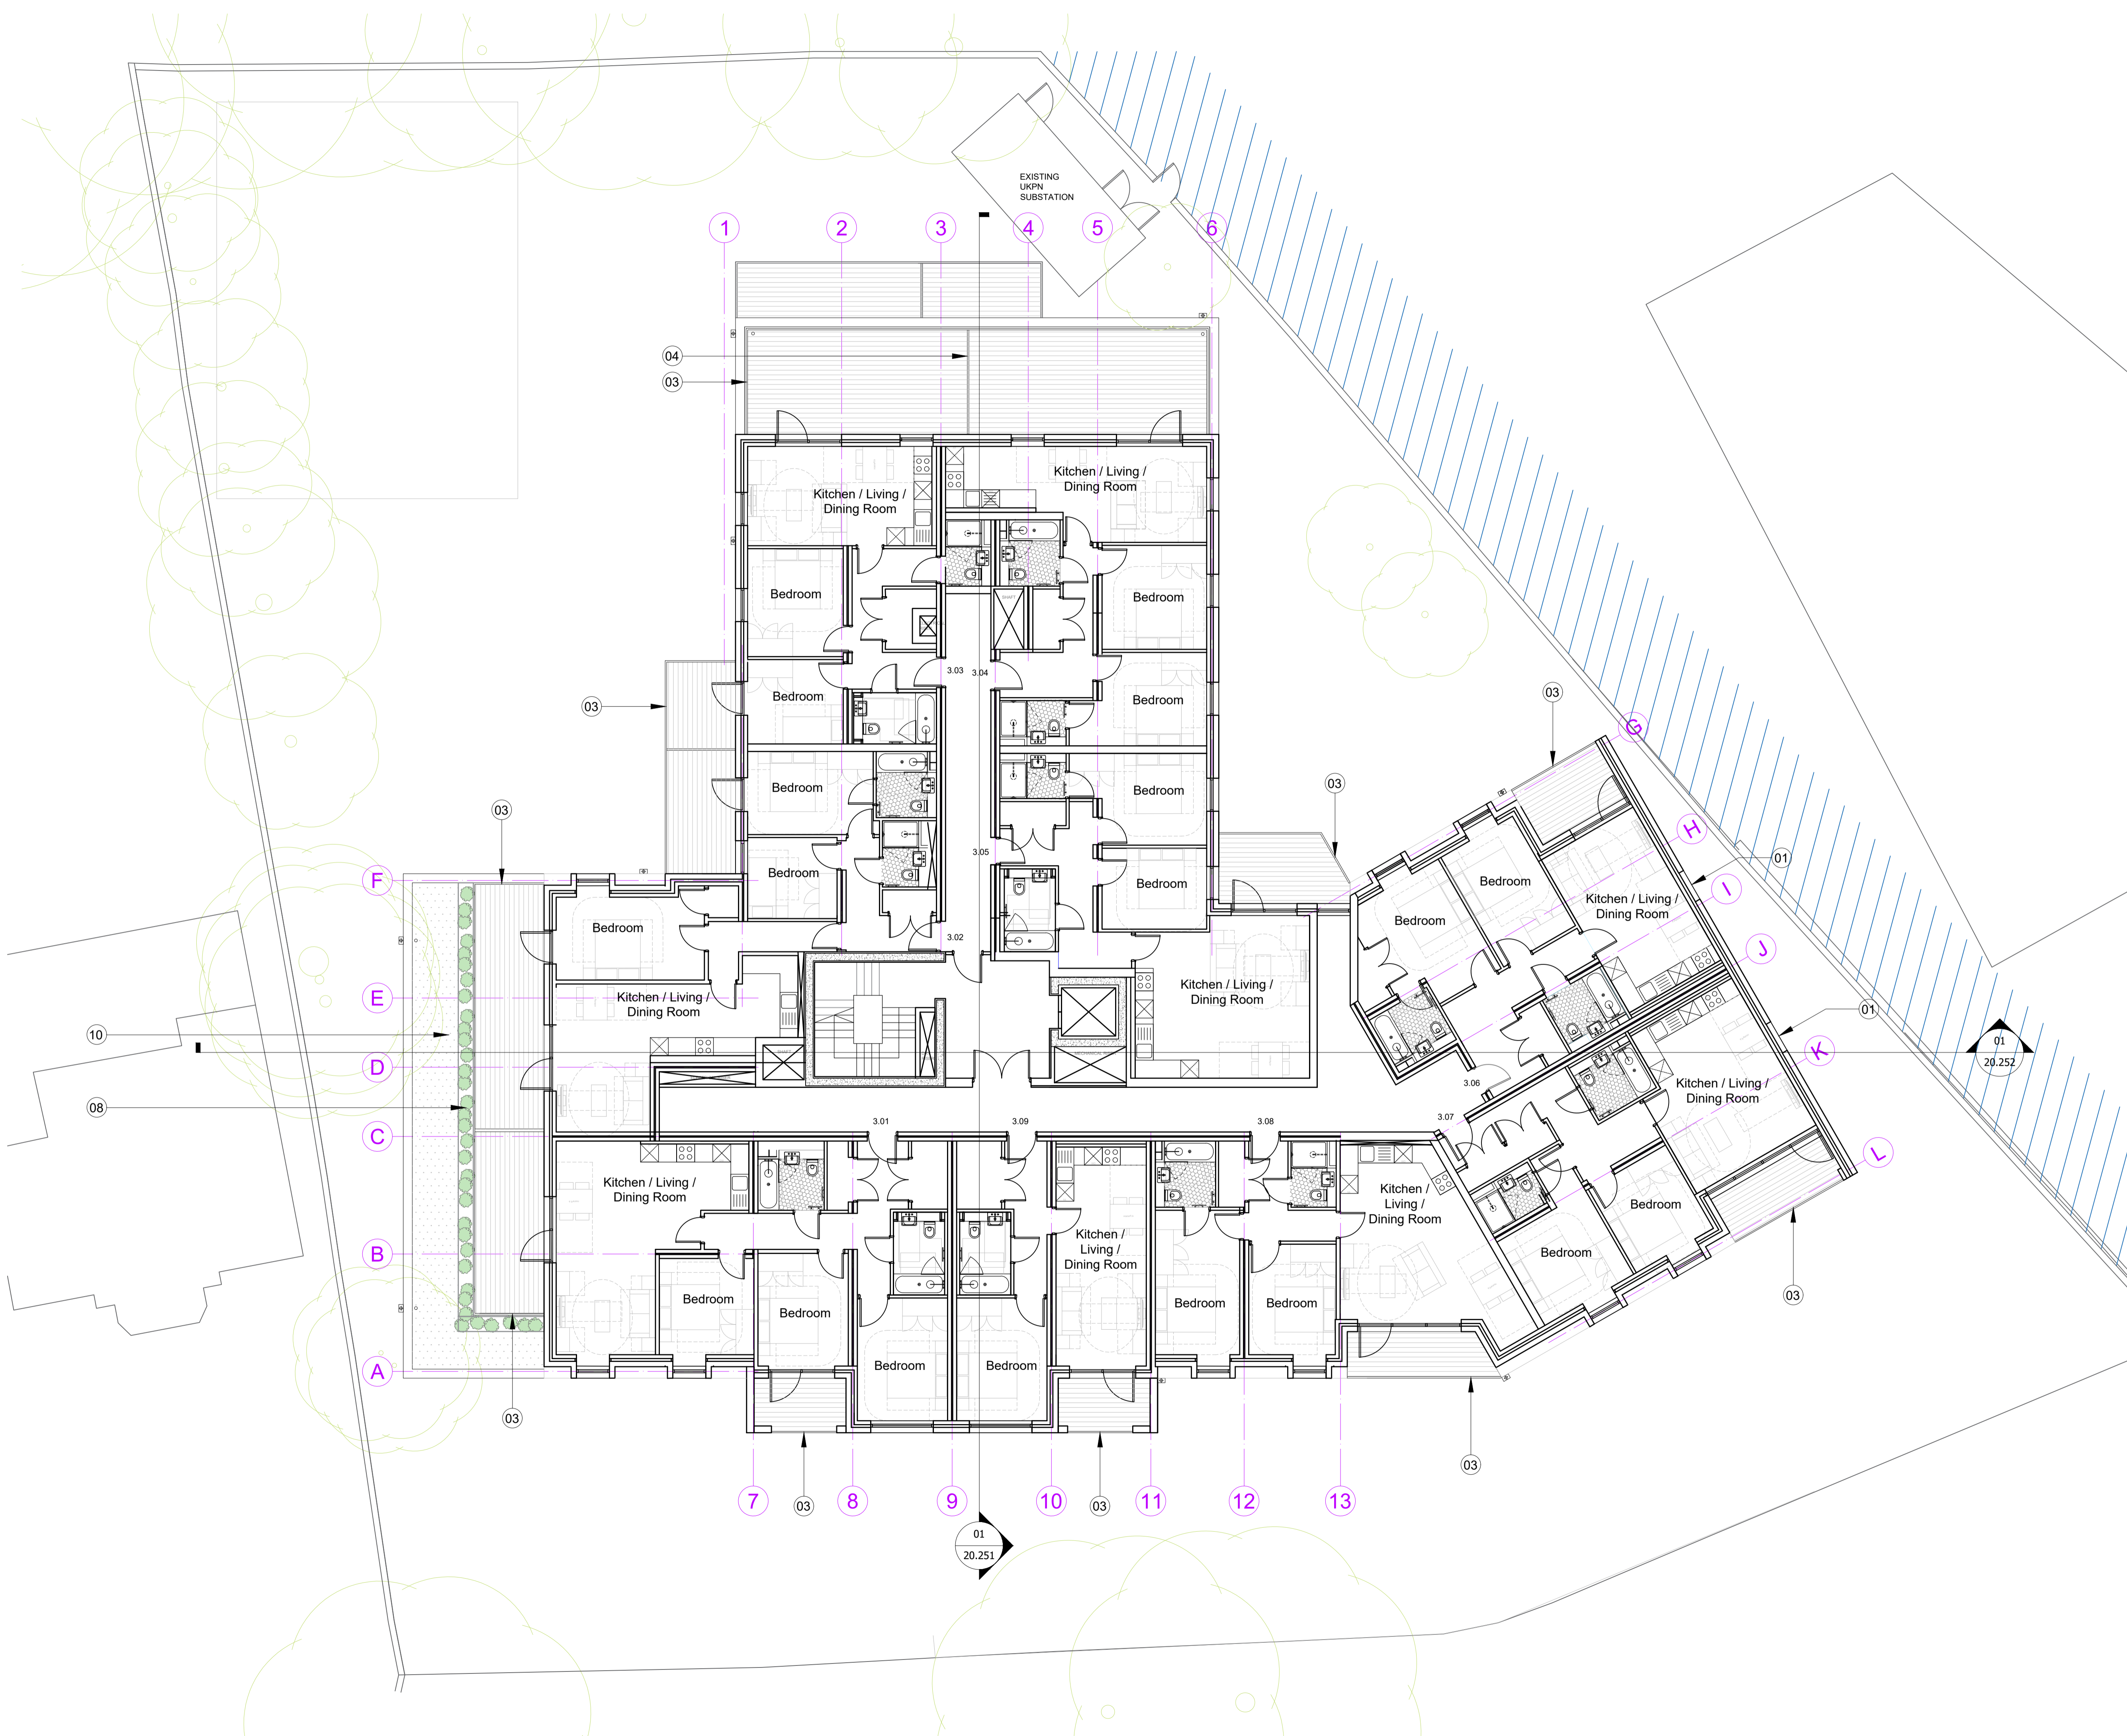 EXISTING
UKPN
SUBSTATION
1
2
3
4
5
6
04
03
Kitchen / Living /
Dining Room
Kitchen / Living /
Dining Room
Bedroom
Bedroom
SHAFT
3.03
3.04
Bedroom
Bedroom
03
03
G
03
03
Bedroom
Bedroom
H
01
3.05
Bedroom
Bedroom
F
Bedroom
I
Kitchen / Living /
Dining Room
Bedroom
Bedroom
3.02
J
E
Kitchen / Living /
Dining Room
Kitchen / Living /
Dining Room
01
10
K
01
20.252
D
3.06
Kitchen / Living /
Dining Room
08
C
3.01
3.09
3.08
3.07
L
Kitchen / Living /
Dining Room
Kitchen /
Living /
Dining Room
Bedroom
B
Kitchen /
Living /
Dining Room
Bedroom
Bedroom
Bedroom
Bedroom
Bedroom
03
A
Bedroom
Bedroom
03
03
7
03
8
9
10
03
11
12
13
01
20.251